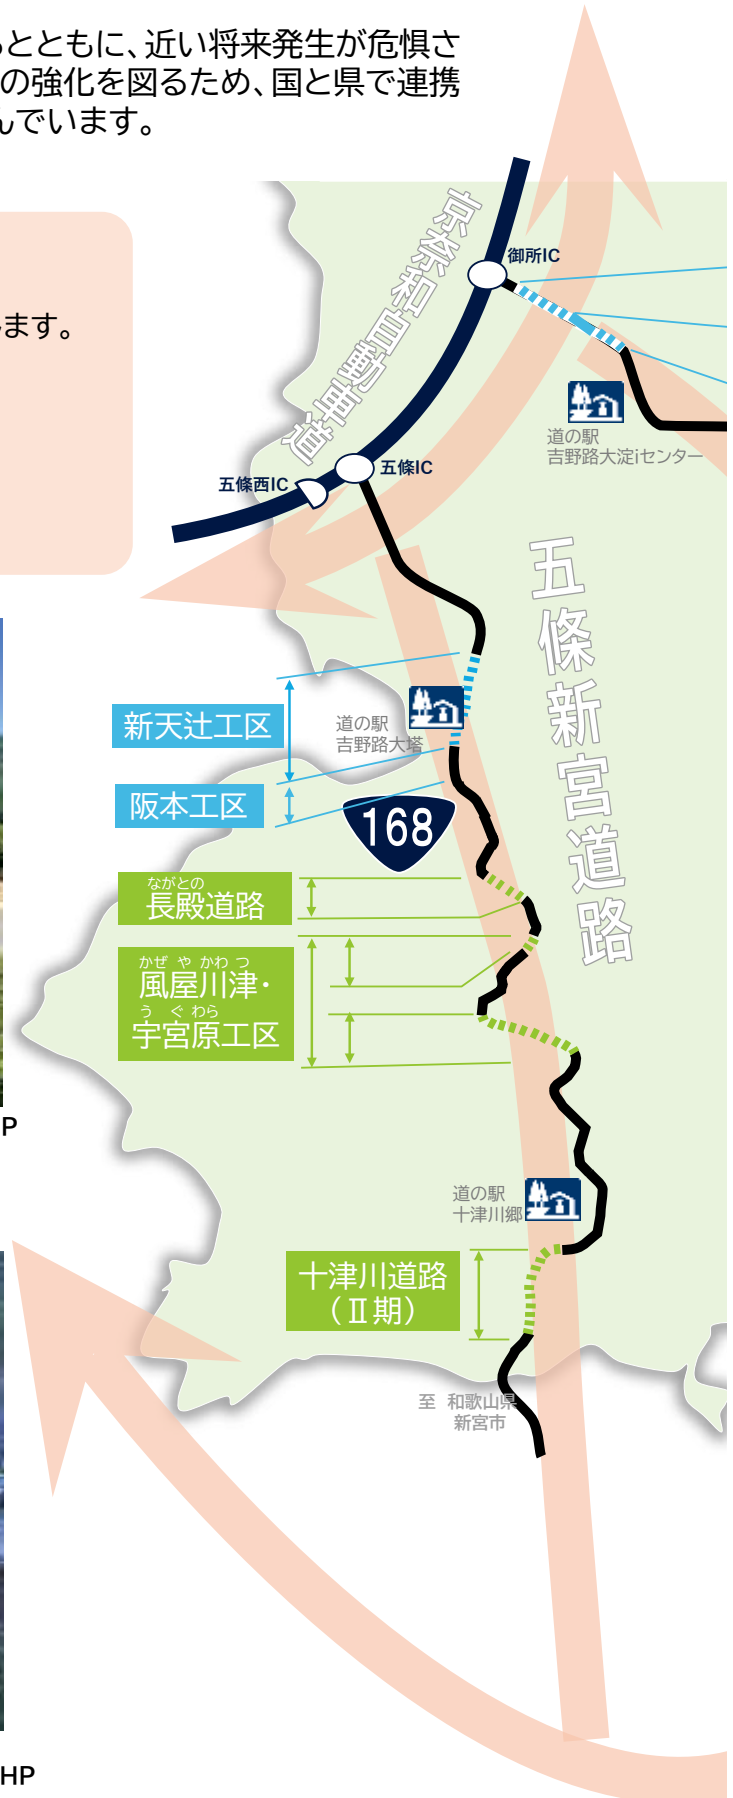 るとともに、近い将来発生が危惧さ
の強化を図るため、国と県で連携
んでいます。
ます。
京奈和自動車道
御所IC
道の駅
吉野路大淀iセンター
五條西IC
五條IC
五條新宮道路
新天辻工区
道の駅
吉野路大塔
阪本工区
168
ながとの
長殿道路
かぜ や かわ つ
風屋川津・
う ぐ わら
宇宮原工区
P
道の駅
十津川郷
十津川道路
(Ⅱ期)
至 和歌山県
新宮市
HP